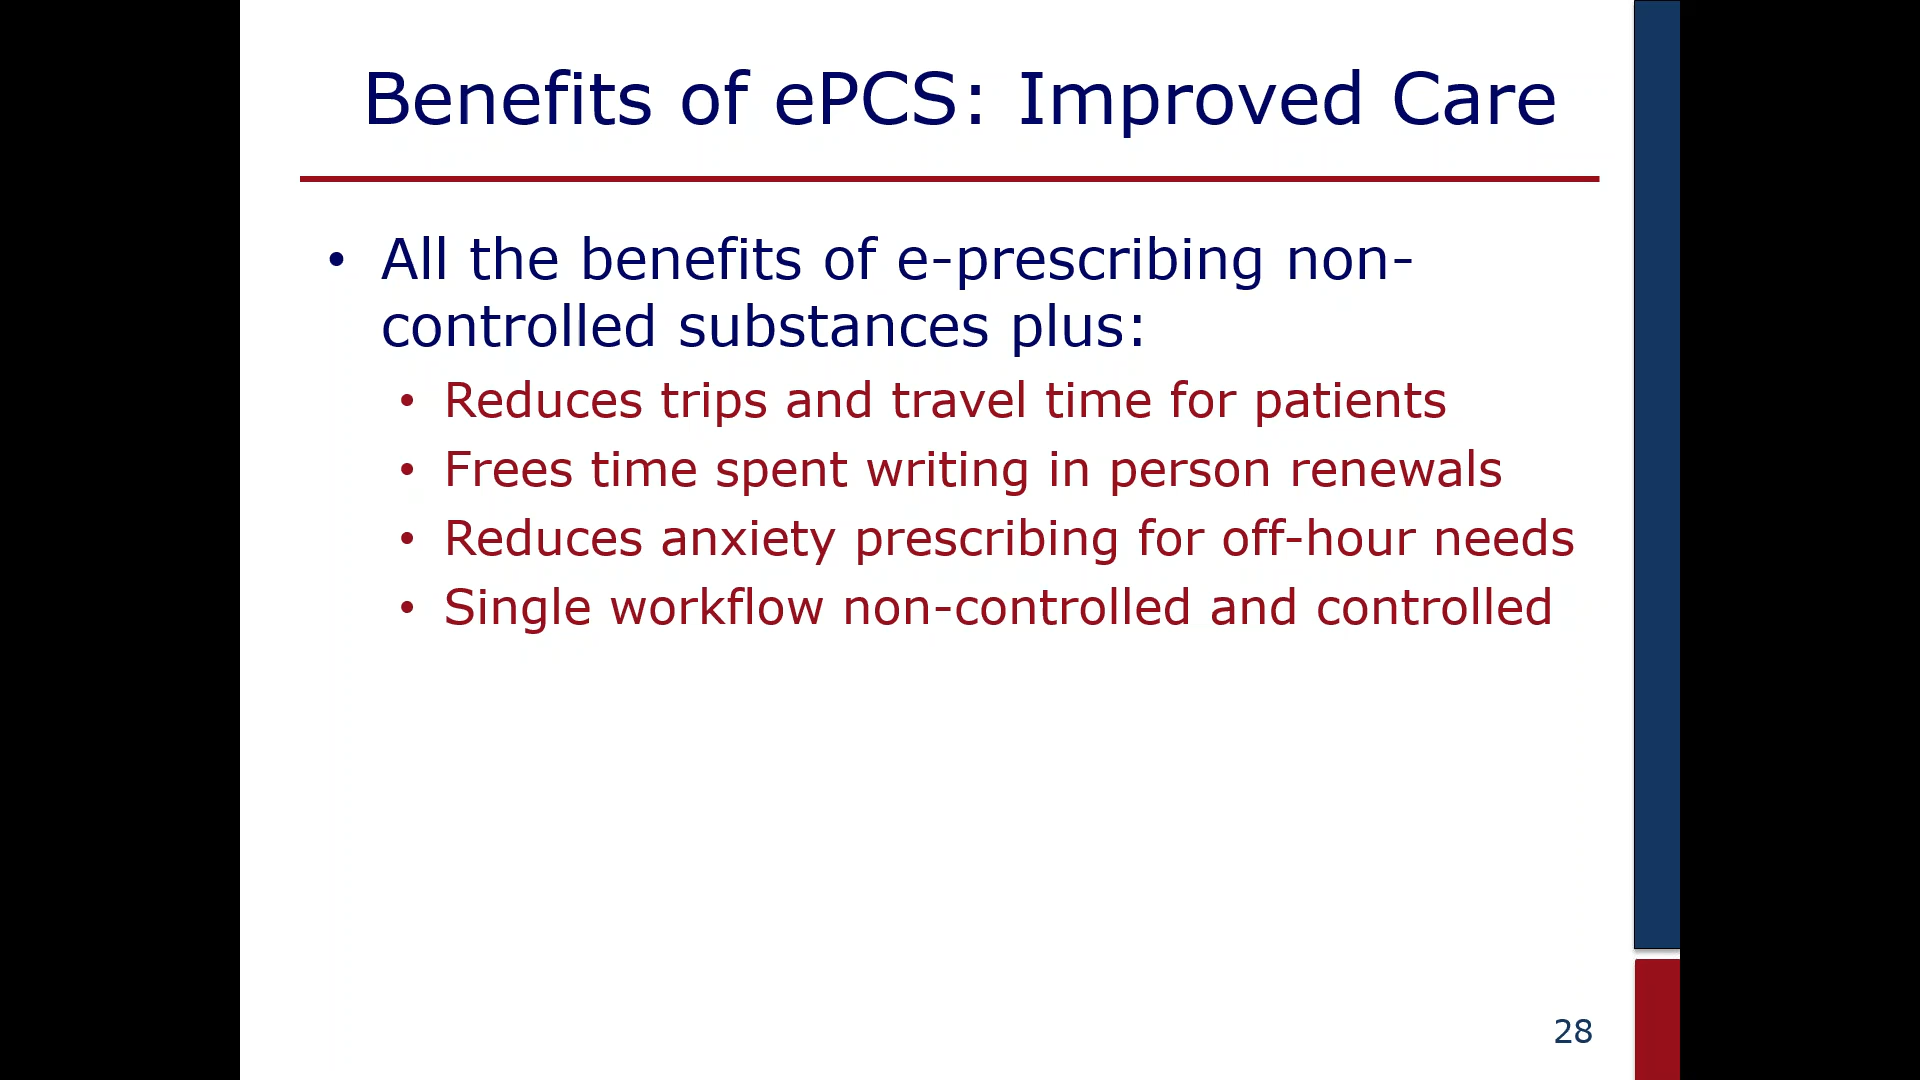 Benefits of ePCS: Improved Care
• All the benefits of e-prescribing non-
controlled substances plus:
• Reduces trips and travel time for patients
• Frees time spent writing in person renewals
• Reduces anxiety prescribing for off-hour needs
• Single workflow non-controlled and controlled
28